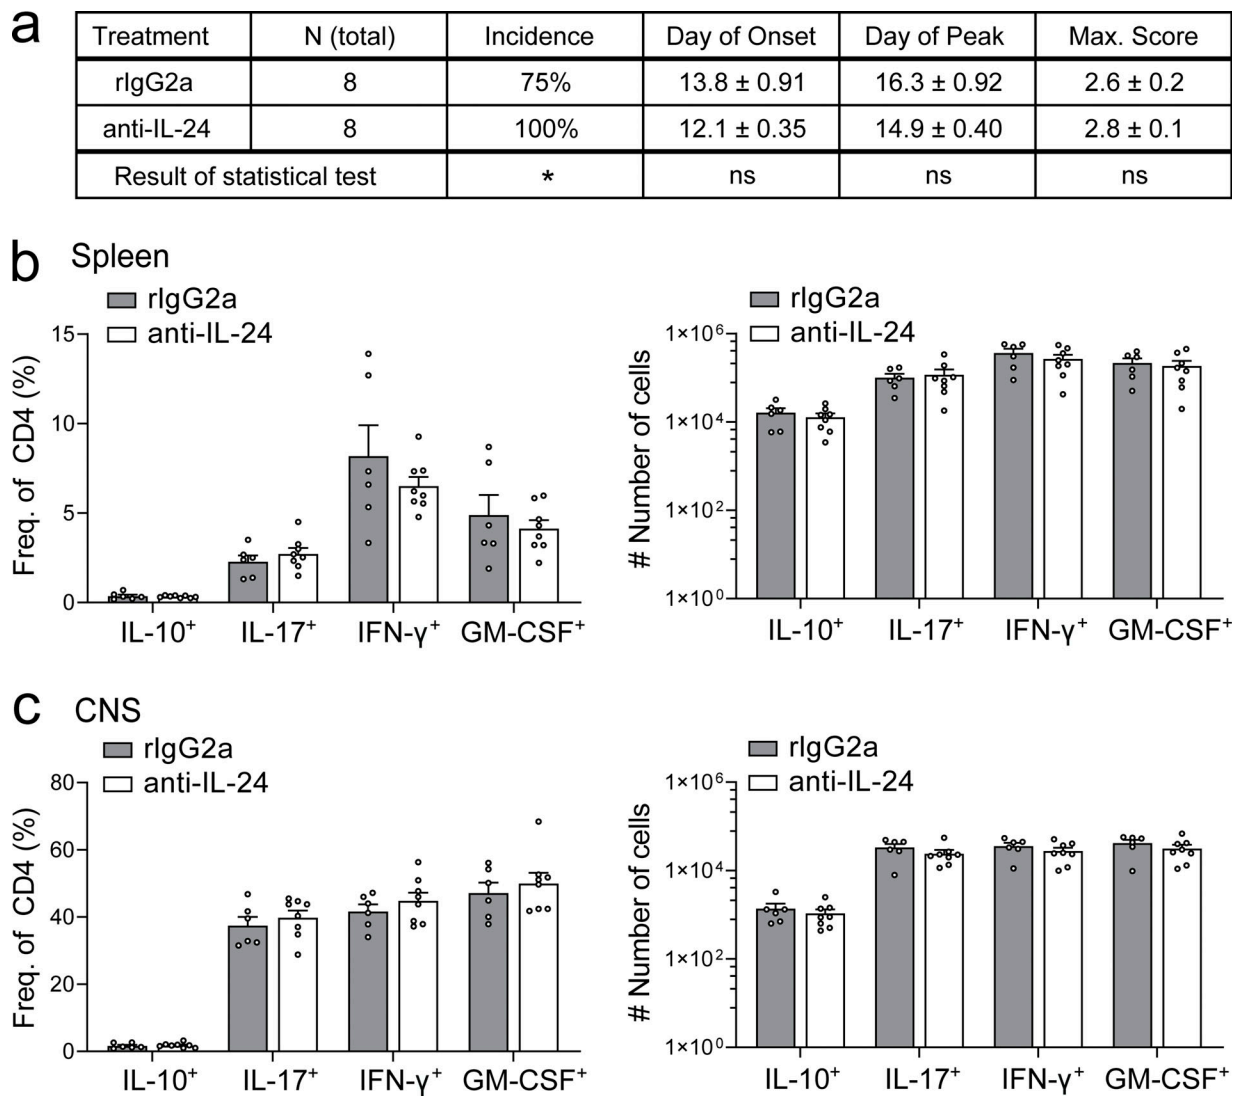 a
Treatment N (total) Incidence Day of Onset Day of Peak Max. Score
rIgG2a 8 75% 13.8 ± 0.91 16.3 ± 0.92 2.6 ± 0.2
anti-IL-24 8 100% 12.1 ± 0.35 14.9 ± 0.40 2.8 ± 0.1
Result of statistical test * ns ns ns
b Spleen
rIgG2a
anti-IL-24
Freq. of CD4 (%)
15
10
5
0
IL-10⁺ IL-17⁺ IFN-γ⁺ GM-CSF⁺
rIgG2a
anti-IL-24
# Number of cells
1×10⁶
1×10⁴
1×10²
1×10⁰
IL-10⁺ IL-17⁺ IFN-γ⁺ GM-CSF⁺
c CNS
rIgG2a
anti-IL-24
Freq. of CD4 (%)
80
60
40
20
0
IL-10⁺ IL-17⁺ IFN-γ⁺ GM-CSF⁺
rIgG2a
anti-IL-24
# Number of cells
1×10⁶
1×10⁴
1×10²
1×10⁰
IL-10⁺ IL-17⁺ IFN-γ⁺ GM-CSF⁺